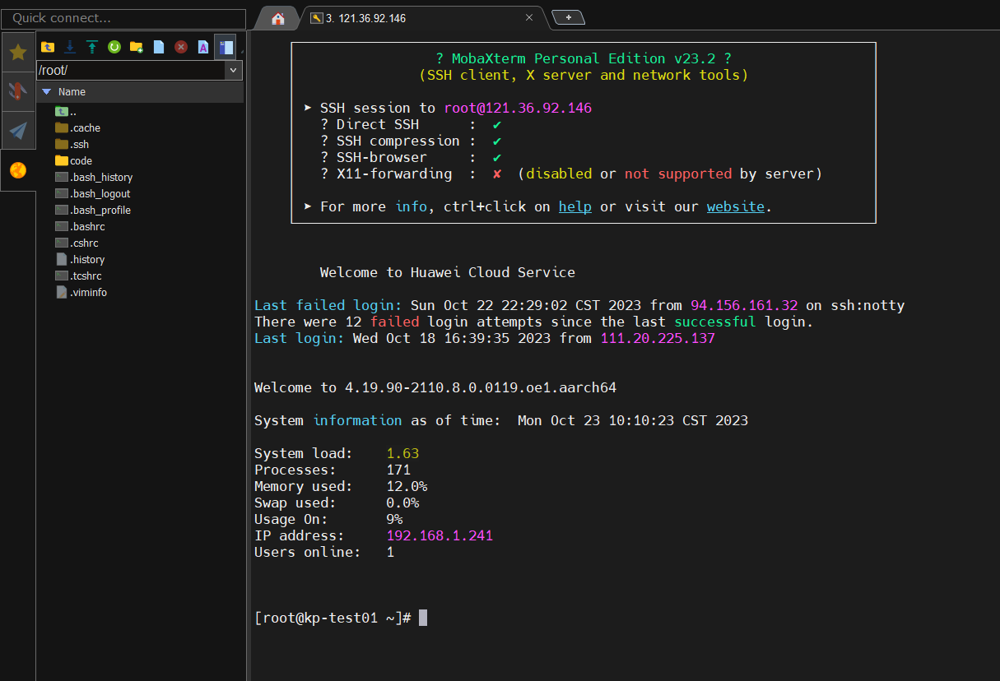 Quick connect...
3. 121.36.92.146
/root/
Name
..
.cache
.ssh
code
.bash_history
.bash_logout
.bash_profile
.bashrc
.cshrc
.history
.tcshrc
.viminfo
? MobaXterm Personal Edition v23.2 ?
(SSH client, X server and network tools)
➤ SSH session to root@121.36.92.146
? Direct SSH      :  ✔
? SSH compression :  ✔
? SSH-browser     :  ✔
? X11-forwarding  :  ✘  (disabled or not supported by server)
➤ For more info, ctrl+click on help or visit our website.
Welcome to Huawei Cloud Service
Last failed login: Sun Oct 22 22:29:02 CST 2023 from 94.156.161.32 on ssh:notty
There were 12 failed login attempts since the last successful login.
Last login: Wed Oct 18 16:39:35 2023 from 111.20.225.137
Welcome to 4.19.90-2110.8.0.0119.oe1.aarch64
System information as of time:  Mon Oct 23 10:10:23 CST 2023
System load:    1.63
Processes:      171
Memory used:    12.0%
Swap used:      0.0%
Usage On:       9%
IP address:     192.168.1.241
Users online:   1
[root@kp-test01 ~]#